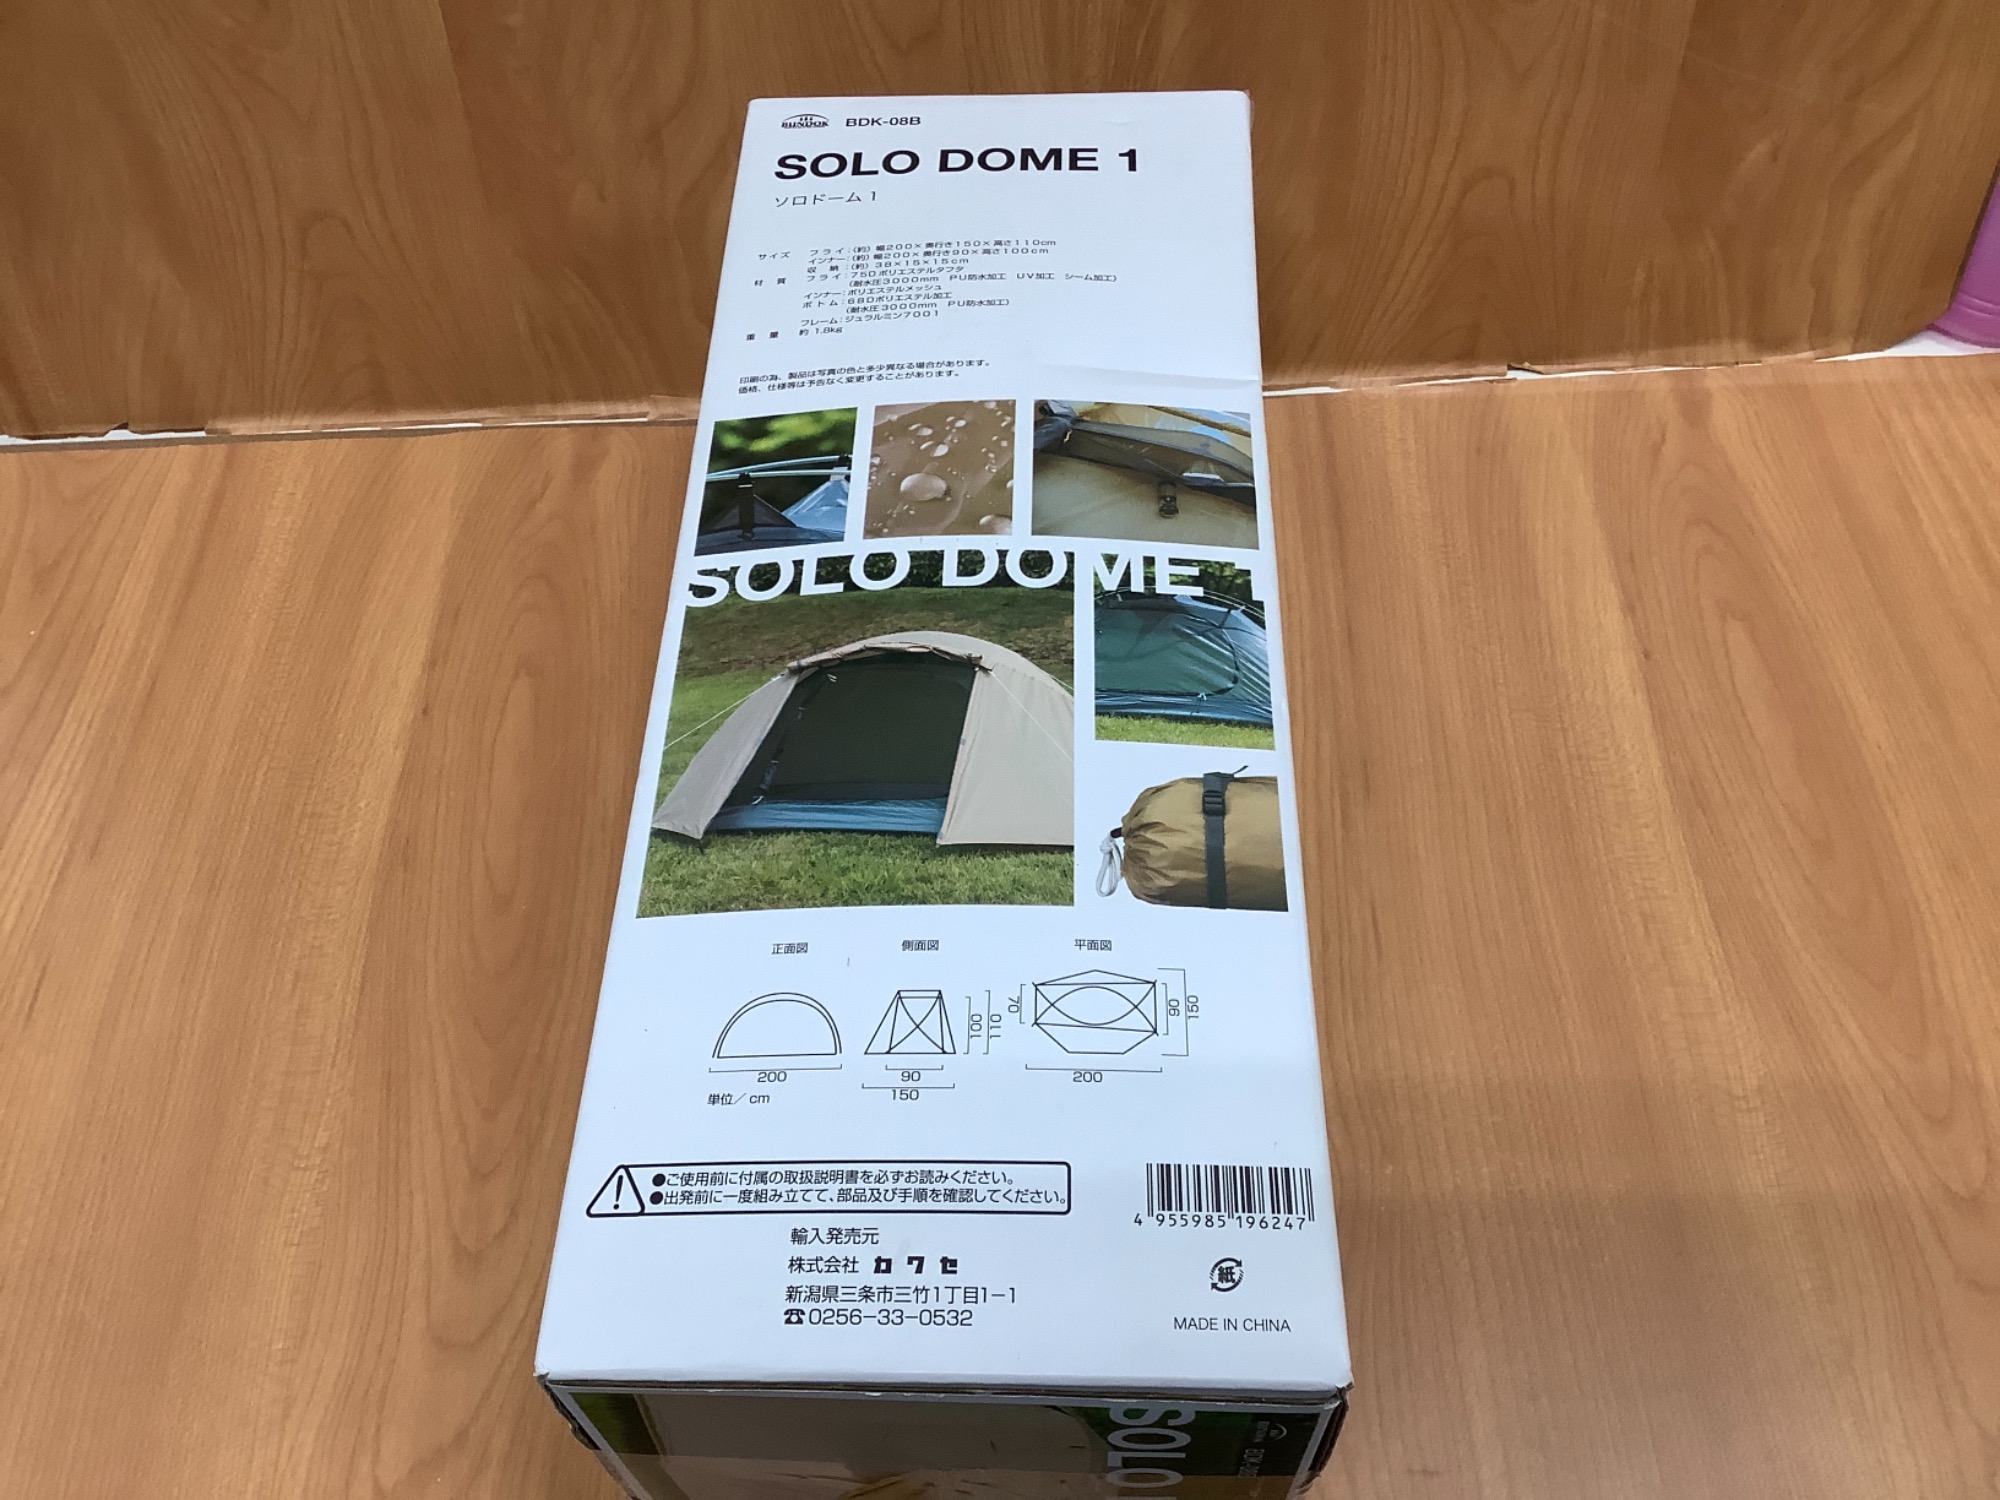 BUNDOK BDK-08B
SOLO DOME 1
ソロドーム 1
サイズ フライ:(約) 幅200×奥行き150×高さ110cm
インナー:(約) 幅200×奥行き90×高さ100cm
収 納 :(約) 38×15×15cm
材 質 フライ:75Dポリエステルタフタ
(耐水圧3000mm PU防水加工 UV加工 シーム加工)
インナー:ポリエステルメッシュ
ボトム:68Dポリエステル加工
(耐水圧3000mm PU防水加工)
フレーム:ジュラルミン7001
重 量 約 1.8kg
印刷の為、製品は写真の色と多少異なる場合があります。
価格、仕様等は予告なく変更することがあります。
SOLO DOME 1
正面図 側面図 平面図
200
90
150
100
110
70
90
150
200
単位/cm
●ご使用前に付属の取扱説明書を必ずお読みください。
●出発前に一度組み立てて、部品及び手順を確認してください。
4 955985 196247
輸入発売元
株式会社 カワセ
新潟県三条市三竹1丁目1-1
☎0256-33-0532
紙
MADE IN CHINA
SOLO